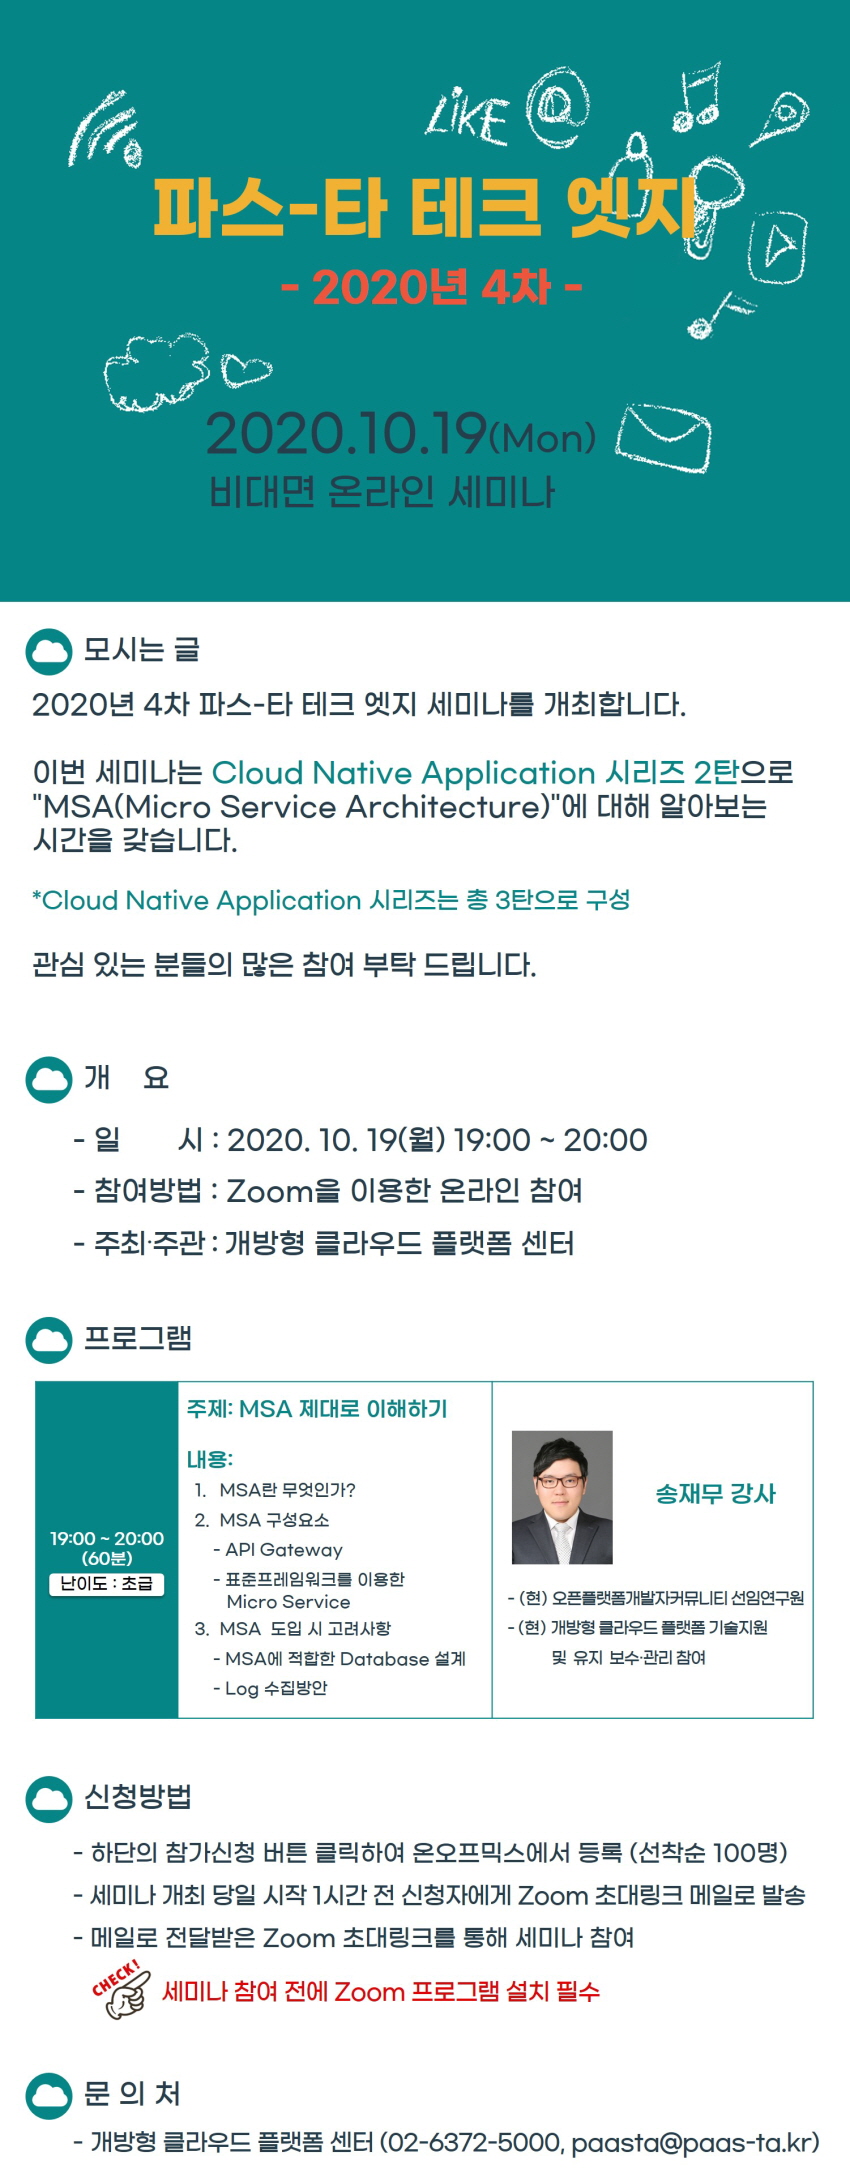 LiKE
파스-타 테크 엣지
- 2020년 4차 -
2020.10.19(Mon)
비대면 온라인 세미나
모시는 글
2020년 4차 파스-타 테크 엣지 세미나를 개최합니다.
이번 세미나는 Cloud Native Application 시리즈 2탄으로
"MSA(Micro Service Architecture)"에 대해 알아보는
시간을 갖습니다.
*Cloud Native Application 시리즈는 총 3탄으로 구성
관심 있는 분들의 많은 참여 부탁 드립니다.
개 요
- 일 시 : 2020. 10. 19(월) 19:00 ~ 20:00
- 참여방법 : Zoom을 이용한 온라인 참여
- 주최·주관 : 개방형 클라우드 플랫폼 센터
프로그램
19:00 ~ 20:00
(60분)
난이도 : 초급
주제: MSA 제대로 이해하기
내용:
1. MSA란 무엇인가?
2. MSA 구성요소
- API Gateway
- 표준프레임워크를 이용한
Micro Service
3. MSA 도입 시 고려사항
- MSA에 적합한 Database 설계
- Log 수집방안
송재무 강사
- (현) 오픈플랫폼개발자커뮤니티 선임연구원
- (현) 개방형 클라우드 플랫폼 기술지원
및 유지 보수·관리 참여
신청방법
- 하단의 참가신청 버튼 클릭하여 온오프믹스에서 등록 (선착순 100명)
- 세미나 개최 당일 시작 1시간 전 신청자에게 Zoom 초대링크 메일로 발송
- 메일로 전달받은 Zoom 초대링크를 통해 세미나 참여
CHECK!
세미나 참여 전에 Zoom 프로그램 설치 필수
문 의 처
- 개방형 클라우드 플랫폼 센터 (02-6372-5000, paasta@paas-ta.kr)